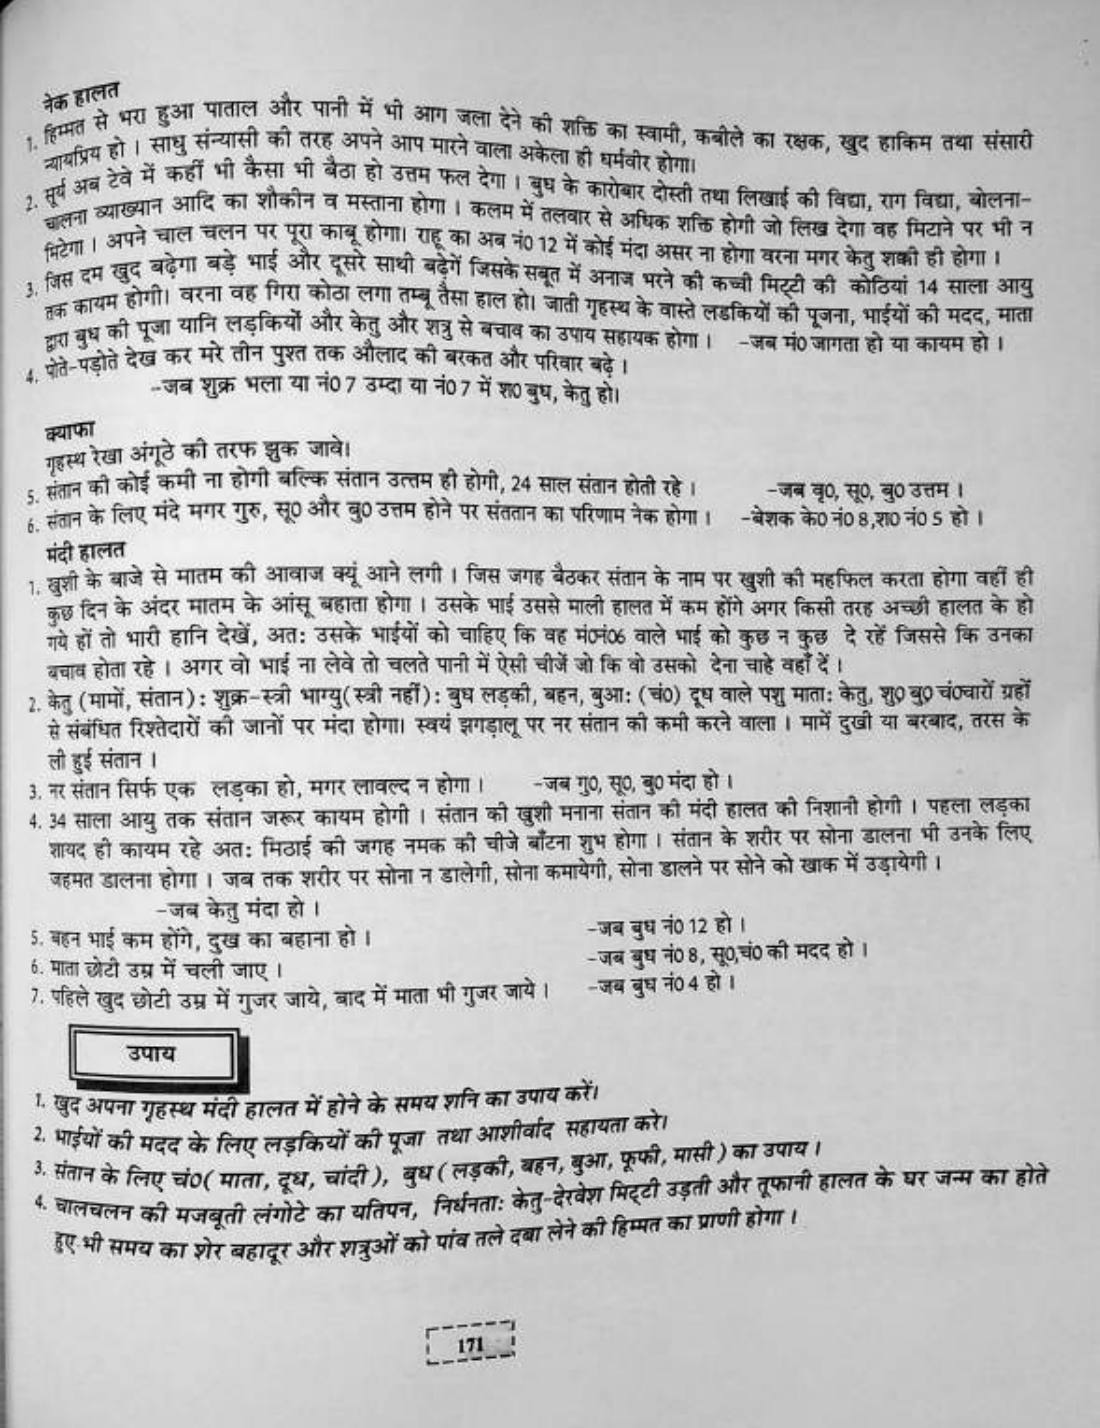 नेक हालत
1. हिम्मत से भरा हुआ पाताल और पानी में भी आग जला देने की शक्ति का स्वामी, कबीले का रक्षक, खुद हाकिम तथा संसारी
न्यायप्रिय हो । साधु संन्यासी की तरह अपने आप मारने वाला अकेला ही धर्मवीर होगा।
2. सूर्य अब टेवे में कहीं भी कैसा भी बैठा हो उत्तम फल देगा । बुध के कारोबार दोस्ती तथा लिखाई की विद्या, राग विद्या, बोलना-
चालना व्याख्यान आदि का शौकीन व मस्ताना होगा । कलम में तलवार से अधिक शक्ति होगी जो लिख देगा वह मिटाने पर भी न
मिटेगा । अपने चाल चलन पर पूरा काबू होगा। राहू का अब नं0 12 में कोई मंदा असर ना होगा वरना मगर केतु शक्की ही होगा ।
3. जिस दम खुद बढ़ेगा बड़े भाई और दूसरे साथी बढ़ेगें जिसके सबूत में अनाज भरने की कच्ची मिट्टी की कोठियां 14 साला आयु
तक कायम होगी। वरना वह गिरा कोठा लगा तम्बू तैसा हाल हो। जाती गृहस्थ के वास्ते लडकियों की पूजना, भाईयों की मदद, माता
द्वारा बुध की पूजा यानि लड़कियों और केतु और शत्रु से बचाव का उपाय सहायक होगा । -जब मं0 जागता हो या कायम हो ।
4. पोते-पड़ोते देख कर मरे तीन पुश्त तक औलाद की बरकत और परिवार बढ़े ।
-जब शुक्र भला या नं0 7 उम्दा या नं0 7 में श0 बुध, केतु हो।
क्याफा
गृहस्थ रेखा अंगूठे की तरफ झुक जावे।
5. संतान की कोई कमी ना होगी बल्कि संतान उत्तम ही होगी, 24 साल संतान होती रहे । -जब वृ0, सू0, बु0 उत्तम ।
6. संतान के लिए मंदे मगर गुरु, सू0 और बु0 उत्तम होने पर संततान का परिणाम नेक होगा । -बेशक के0 नं0 8,श0 नं0 5 हो ।
मंदी हालत
1. खुशी के बाजे से मातम की आवाज क्यूं आने लगी । जिस जगह बैठकर संतान के नाम पर खुशी की महफिल करता होगा वहीं ही
कुछ दिन के अंदर मातम के आंसू बहाता होगा । उसके भाई उससे माली हालत में कम होंगे अगर किसी तरह अच्छी हालत के हो
गये हों तो भारी हानि देखें, अत: उसके भाईयों को चाहिए कि वह मं0नं06 वाले भाई को कुछ न कुछ दे रहें जिससे कि उनका
बचाव होता रहे । अगर वो भाई ना लेवे तो चलते पानी में ऐसी चीजें जो कि वो उसको देना चाहे वहाँ दें ।
2. केतु (मामों, संतान) : शुक्र-स्त्री भाग्यु(स्त्री नहीं) : बुध लड़की, बहन, बुआ: (चं0) दूध वाले पशु माता: केतु, शु0 बु0 चं0चारों ग्रहों
से संबंधित रिश्तेदारों की जानों पर मंदा होगा। स्वयं झगड़ालू पर नर संतान की कमी करने वाला । मामें दुखी या बरबाद, तरस के
ली हुई संतान ।
3. नर संतान सिर्फ एक लड़का हो, मगर लावल्द न होगा । -जब गु0, सू0, बु0 मंदा हो ।
4. 34 साला आयु तक संतान जरूर कायम होगी । संतान की खुशी मनाना संतान की मंदी हालत की निशानी होगी । पहला लड़का
शायद ही कायम रहे अत: मिठाई की जगह नमक की चीजे बाँटना शुभ होगा । संतान के शरीर पर सोना डालना भी उनके लिए
जहमत डालना होगा । जब तक शरीर पर सोना न डालेगी, सोना कमायेगी, सोना डालने पर सोने को खाक में उड़ायेगी ।
-जब केतु मंदा हो ।
5. बहन भाई कम होंगे, दुख का बहाना हो । -जब बुध नं0 12 हो ।
6. माता छोटी उम्र में चली जाए । -जब बुध नं0 8, सू0,चं0 की मदद हो ।
7. पहिले खुद छोटी उम्र में गुजर जाये, बाद में माता भी गुजर जाये । -जब बुध नं0 4 हो ।
उपाय
1. खुद अपना गृहस्थ मंदी हालत में होने के समय शनि का उपाय करें।
2. भाईयों की मदद के लिए लड़कियों की पूजा तथा आशीर्वाद सहायता करे।
3. संतान के लिए चं0( माता, दूध, चांदी ), बुध ( लड़की, बहन, बुआ, फूफी, मासी ) का उपाय ।
4. चालचलन की मजबूती लंगोटे का यतिपन, निर्धनता: केतु-देरवेश मिट्टी उड़ती और तूफानी हालत के घर जन्म का होते
हुए भी समय का शेर बहादूर और शत्रुओं को पांव तले दबा लेने की हिम्मत का प्राणी होगा ।
171